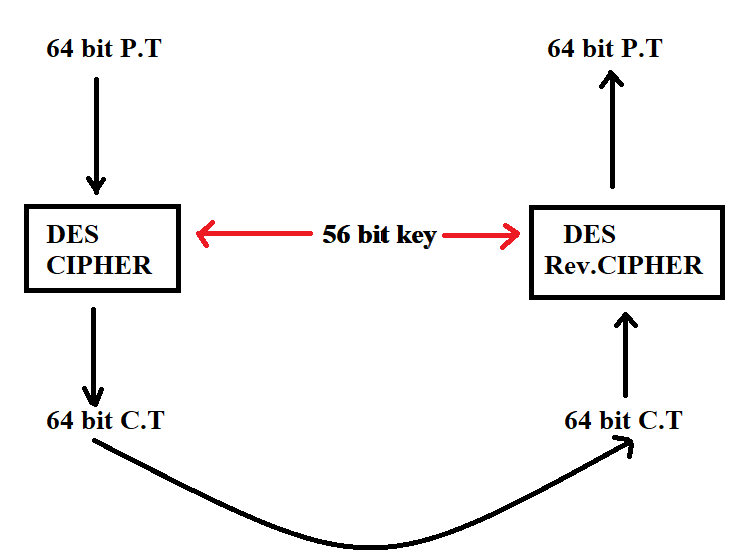 64 bit P.T
64 bit P.T
DES
CIPHER
56 bit key
DES
Rev.CIPHER
64 bit C.T
64 bit C.T